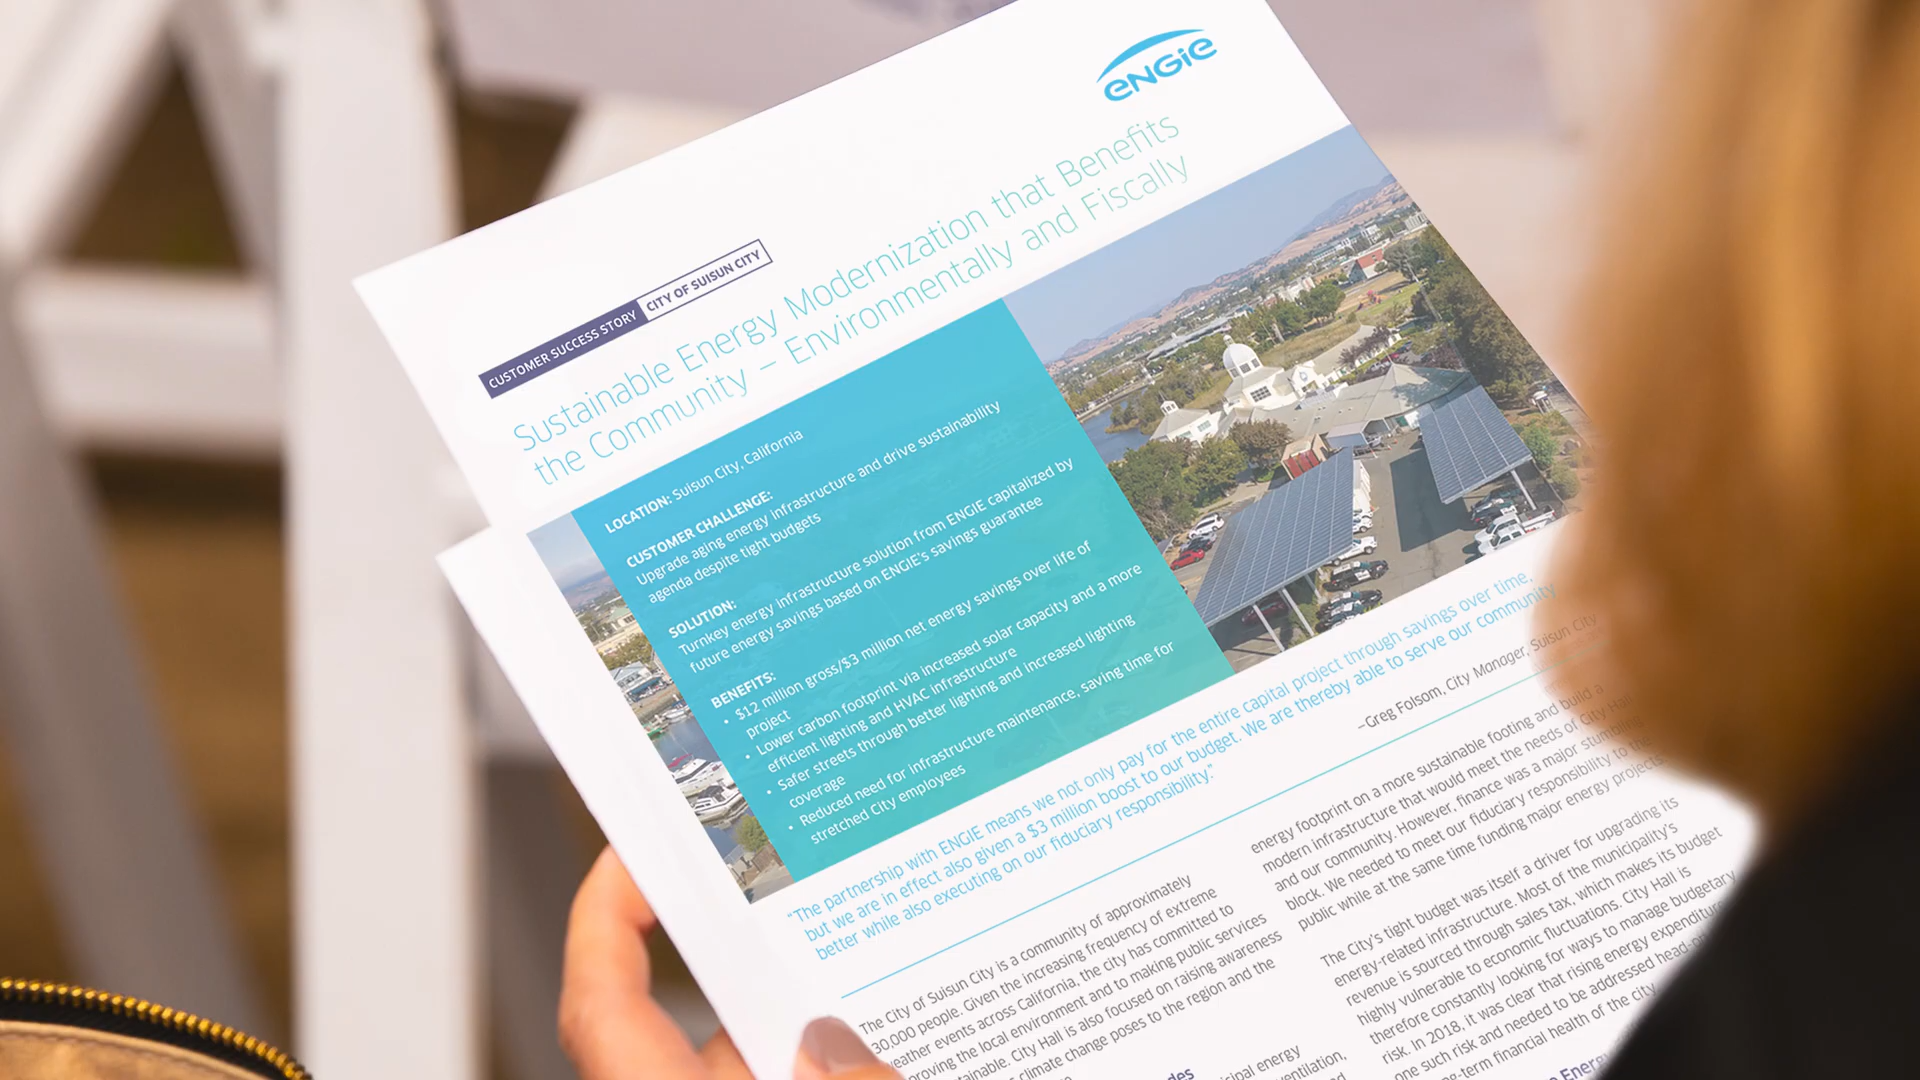 ENGIE
CUSTOMER SUCCESS STORY CITY OF SUISUN CITY
Sustainable Energy Modernization that Benefits
the Community – Environmentally and Fiscally
LOCATION: Suisun City, California
CUSTOMER CHALLENGE:
Upgrade aging energy infrastructure and drive sustainability
agenda despite tight budgets
SOLUTION:
Turnkey energy infrastructure solution from ENGIE capitalized by
future energy savings based on ENGIE's savings guarantee
BENEFITS:
• $12 million gross/$3 million net energy savings over life of
project
• Lower carbon footprint via increased solar capacity and a more
efficient lighting and HVAC infrastructure
• Safer streets through better lighting and increased lighting
coverage
• Reduced need for infrastructure maintenance, saving time for
stretched City employees
"The partnership with ENGIE means we not only pay for the entire capital project through savings over time,
but we are in effect also given a $3 million boost to our budget. We are thereby able to serve our community
better while also executing on our fiduciary responsibility."
–Greg Folsom, City Manager, Suisun City
The City of Suisun City is a community of approximately
30,000 people. Given the increasing frequency of extreme
weather events across California, the city has committed to
proving the local environment and to making public services
tainable. City Hall is also focused on raising awareness
climate change poses to the region and the
des
cipal energy
ventilation,
energy footprint on a more sustainable footing and build a
modern infrastructure that would meet the needs of City Hall
and our community. However, finance was a major stumbling
block. We needed to meet our fiduciary responsibility to the
public while at the same time funding major energy projects.
The City's tight budget was itself a driver for upgrading its
energy-related infrastructure. Most of the municipality's
revenue is sourced through sales tax, which makes its budget
highly vulnerable to economic fluctuations. City Hall is
therefore constantly looking for ways to manage budgetary
risk. In 2018, it was clear that rising energy expenditure
one such risk and needed to be addressed head-on
-term financial health of the city
Energy